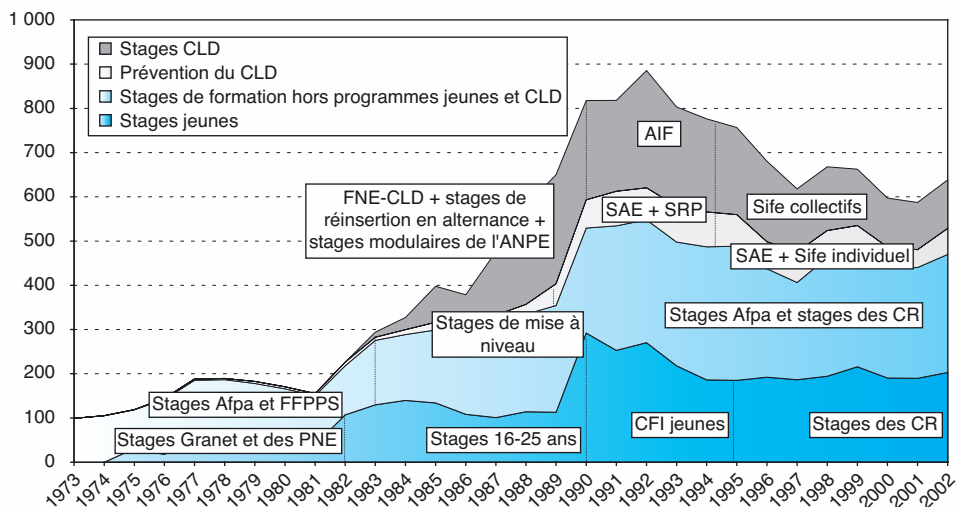 1 000
900
800
700
600
500
400
300
200
100
0
Stages CLD
Prévention du CLD
Stages de formation hors programmes jeunes et CLD
Stages jeunes
AIF
FNE-CLD + stages de
réinsertion en alternance +
stages modulaires de l'ANPE
SAE + SRP
Sife collectifs
SAE + Sife individuel
Stages de mise à
niveau
Stages Afpa et stages des CR
Stages Afpa et FFPPS
Stages Granet et des PNE
Stages 16-25 ans
CFI jeunes
Stages des CR
1973
1974
1975
1976
1977
1978
1979
1980
1981
1982
1983
1984
1985
1986
1987
1988
1989
1990
1991
1992
1993
1994
1995
1996
1997
1998
1999
2000
2001
2002